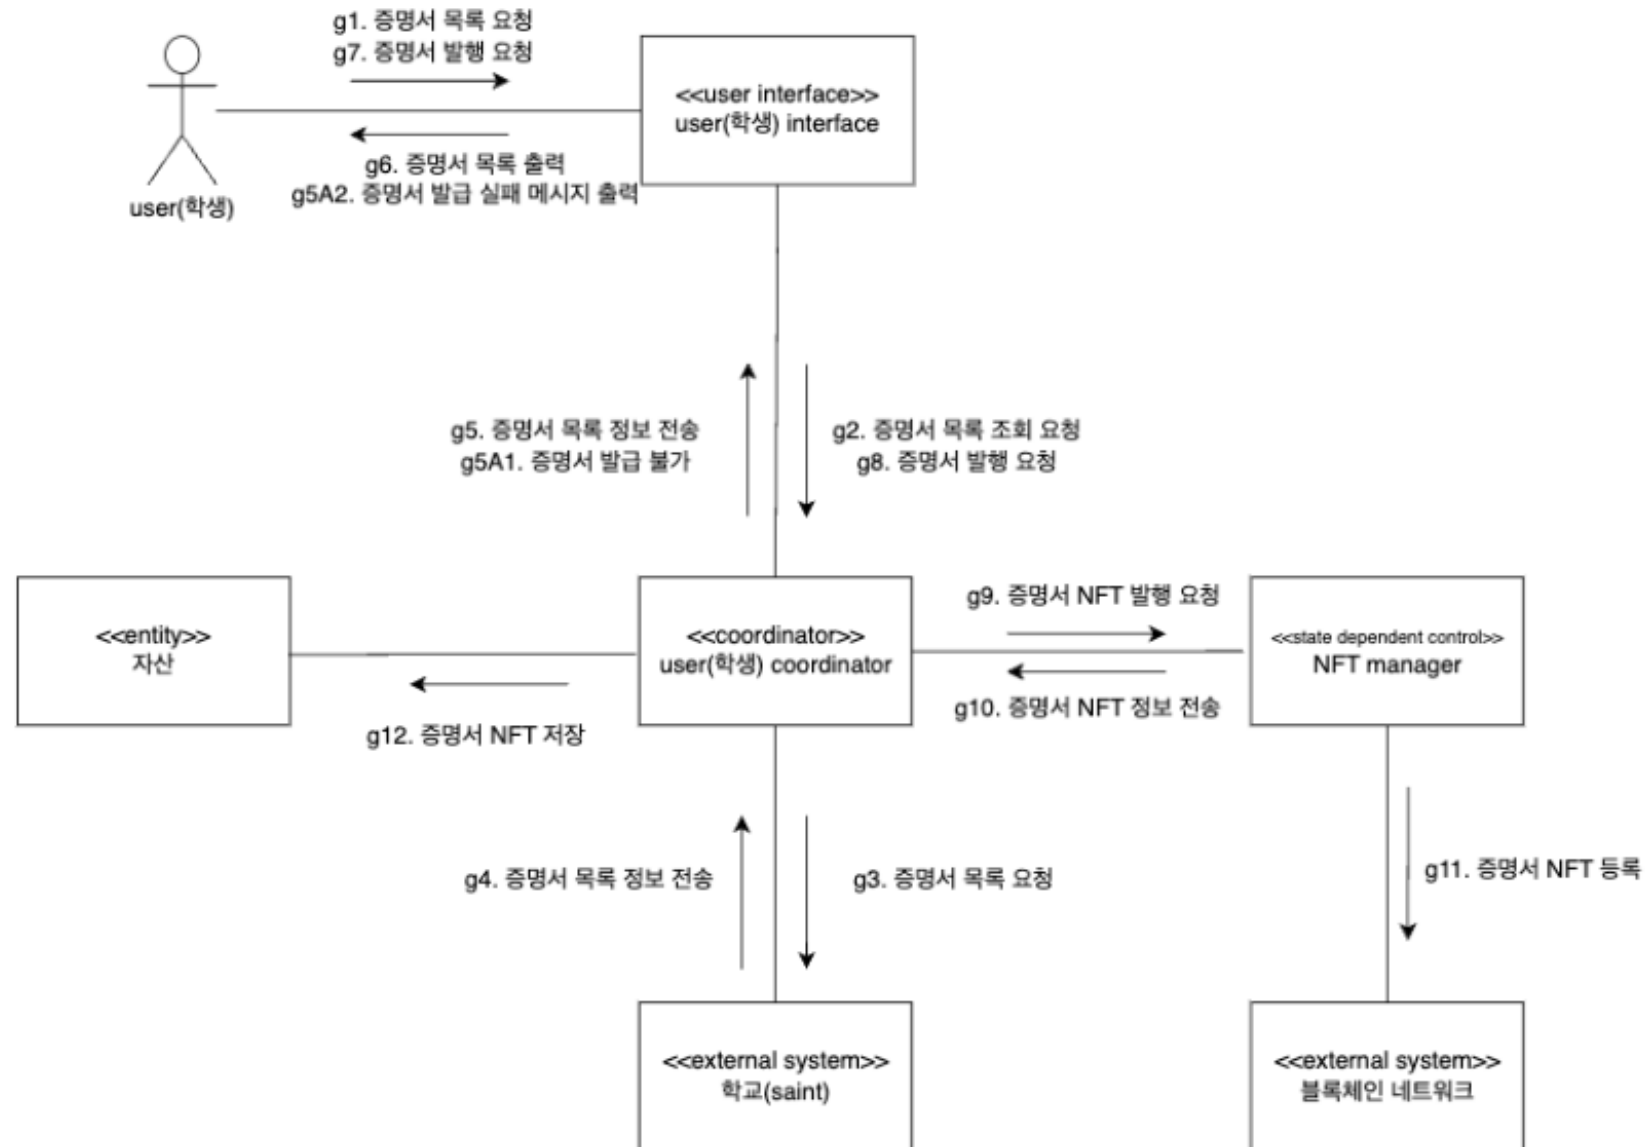 g1. 증명서 목록 요청
g7. 증명서 발행 요청
<<user interface>>
user(학생) interface
g6. 증명서 목록 출력
g5A2. 증명서 발급 실패 메시지 출력
user(학생)
g5. 증명서 목록 정보 전송
g5A1. 증명서 발급 불가
g2. 증명서 목록 조회 요청
g8. 증명서 발행 요청
<<entity>>
자산
<<coordinator>>
user(학생) coordinator
g9. 증명서 NFT 발행 요청
<<state dependent control>>
NFT manager
g10. 증명서 NFT 정보 전송
g12. 증명서 NFT 저장
g4. 증명서 목록 정보 전송
g3. 증명서 목록 요청
g11. 증명서 NFT 등록
<<external system>>
학교(saint)
<<external system>>
블록체인 네트워크